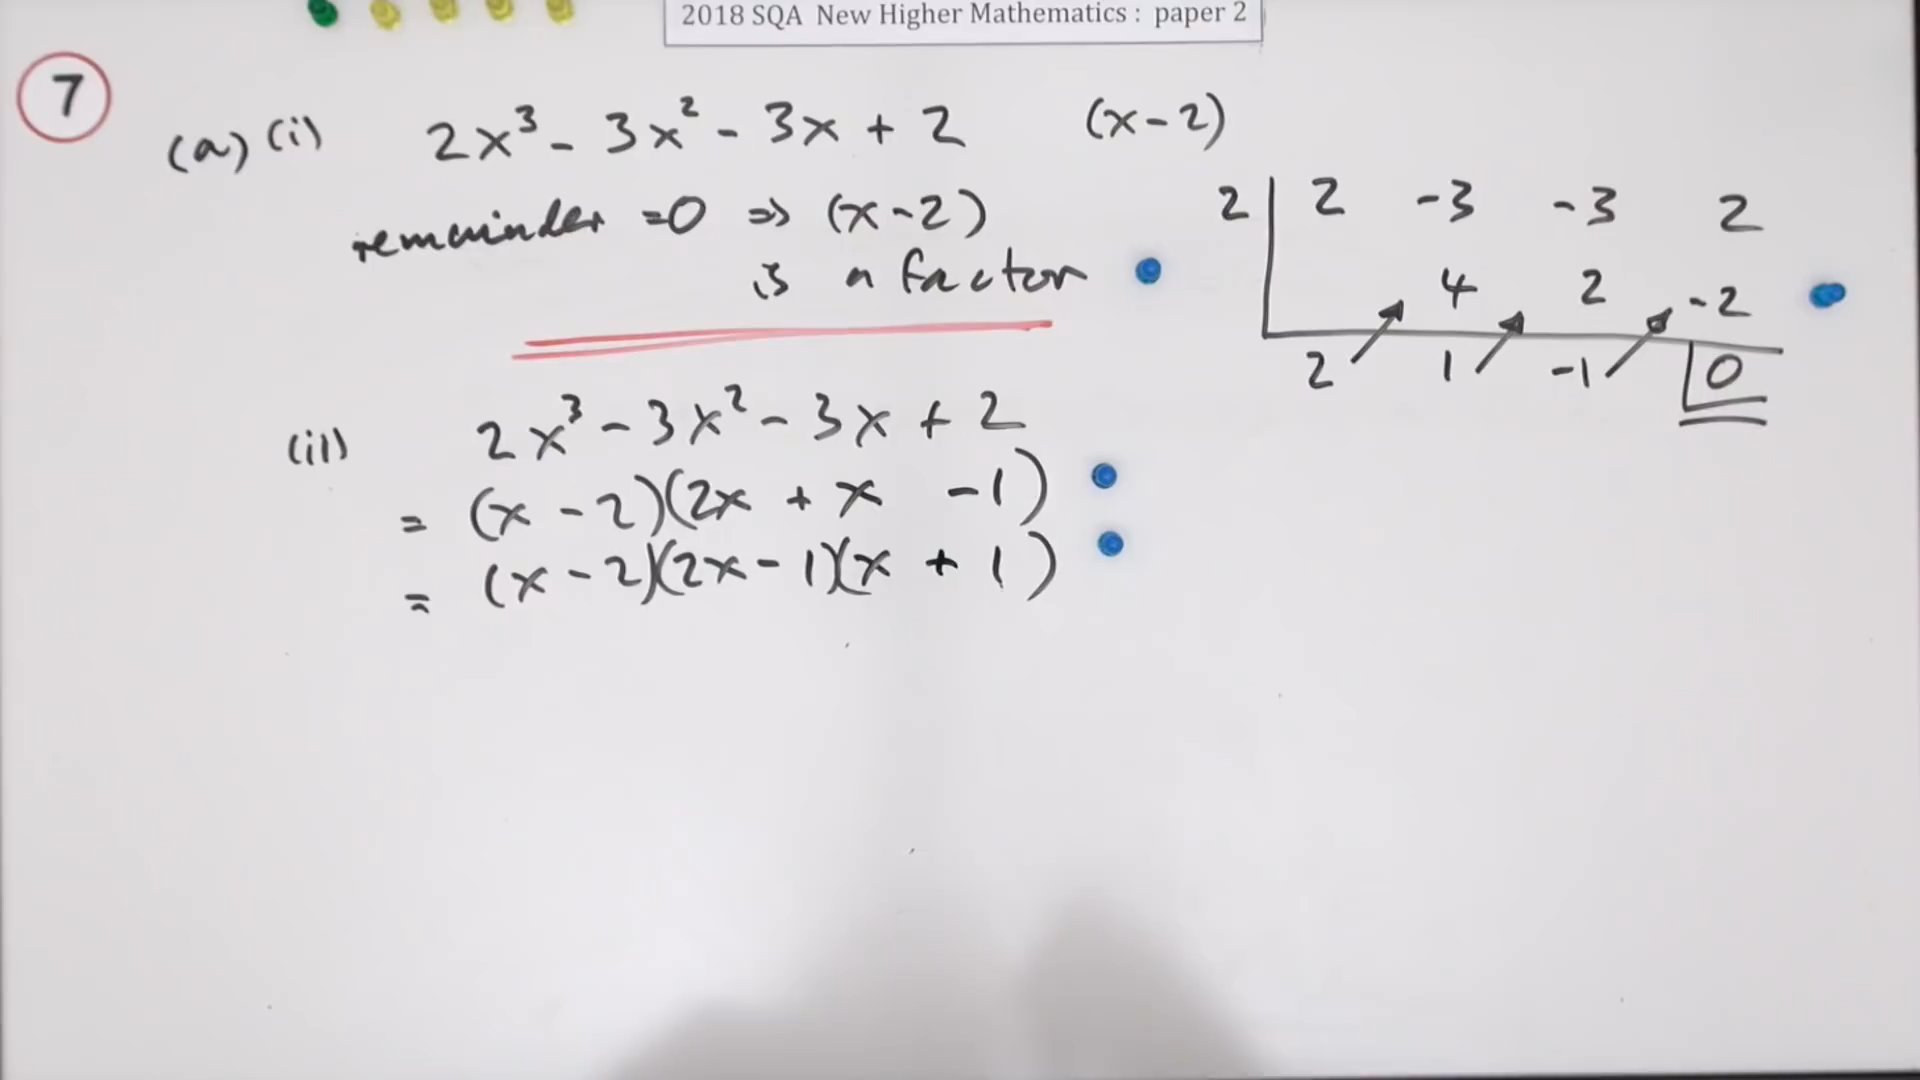 2018 SQA New Higher Mathematics : paper 2
7
(a) (i) 2x³ - 3x² - 3x + 2 (x - 2)
remainder = 0 ⇒ (x - 2)
is a factor
2 | 2 -3 -3 2
4 2 -2
2 1 -1 0
(ii) 2x³ - 3x² - 3x + 2
= (x - 2)(2x + x - 1)
= (x - 2)(2x - 1)(x + 1)